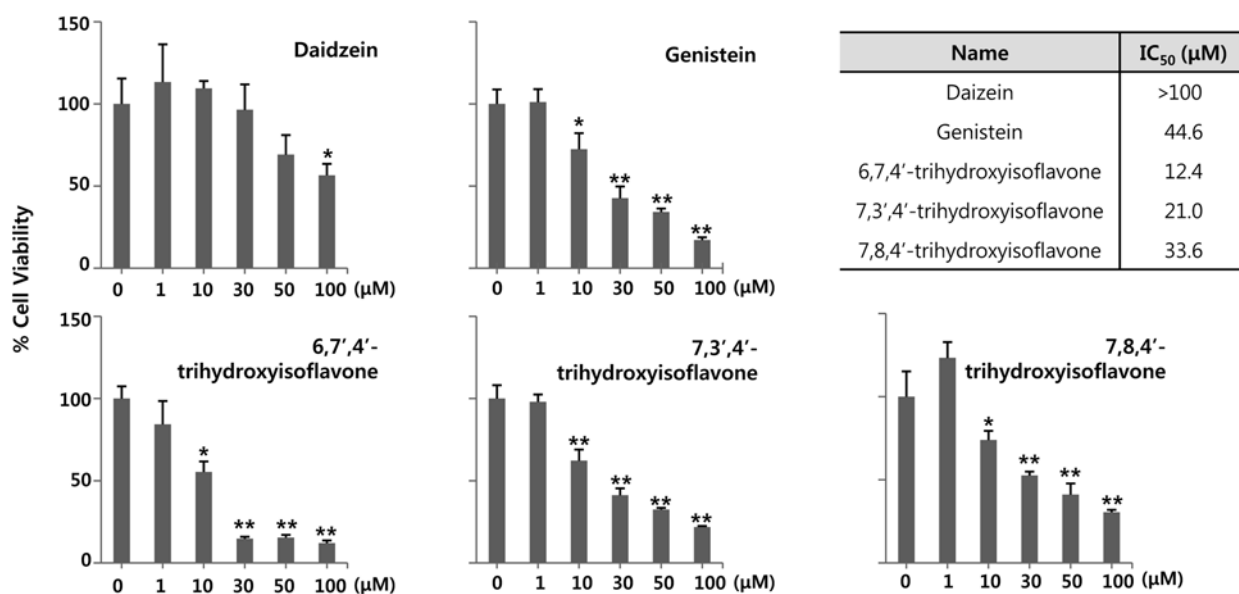 % Cell Viability
Daidzein
150
100
50
0
* 
0 1 10 30 50 100 (µM)
Genistein
* ** ** **
0 1 10 30 50 100 (µM)
Name IC50 (µM)
Daizein >100
Genistein 44.6
6,7,4′-trihydroxyisoflavone 12.4
7,3′,4′-trihydroxyisoflavone 21.0
7,8,4′-trihydroxyisoflavone 33.6
6,7′,4′-
trihydroxyisoflavone
150
100
50
0
* ** ** **
0 1 10 30 50 100 (µM)
7,3′,4′-
trihydroxyisoflavone
** ** ** **
0 1 10 30 50 100 (µM)
7,8,4′-
trihydroxyisoflavone
* ** ** **
0 1 10 30 50 100 (µM)